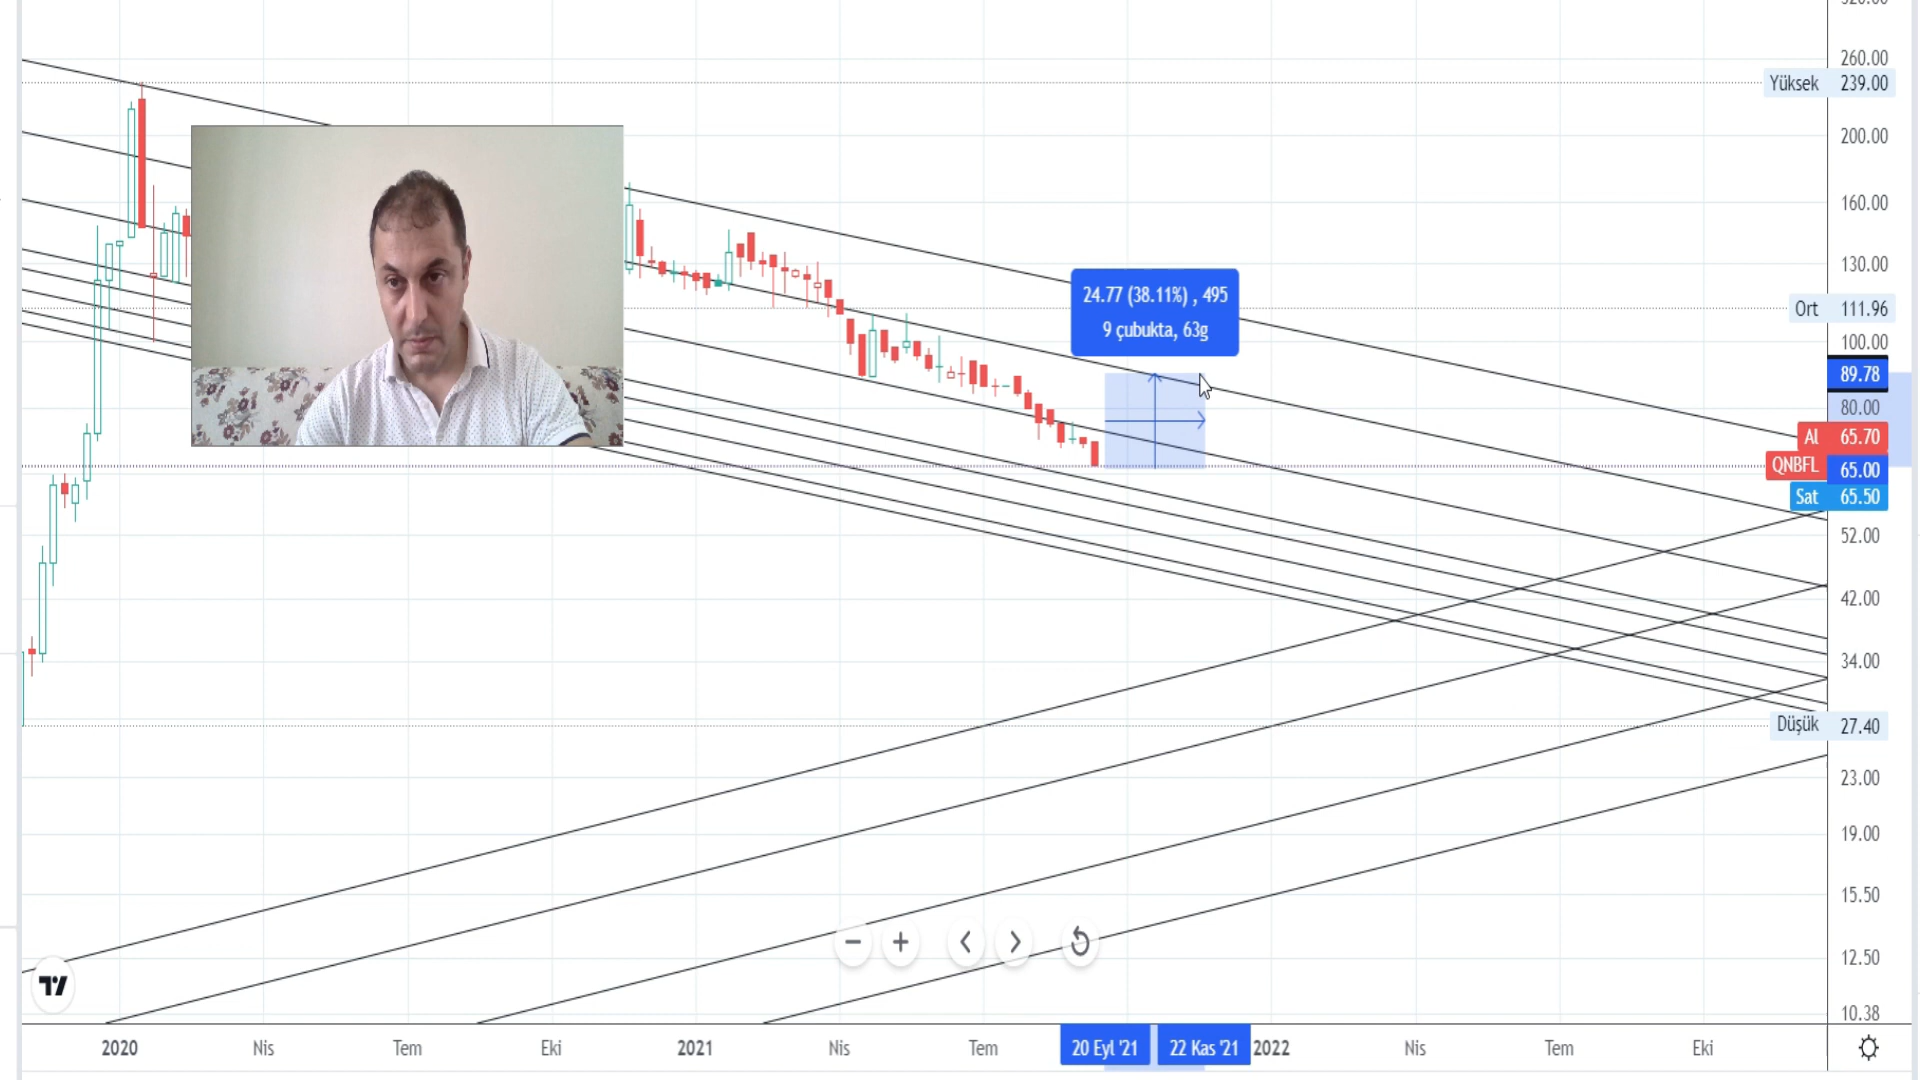 260.00
Yüksek 239.00
200.00
160.00
130.00
24.77 (38.11%) , 495
9 çubukta, 63g
Ort 111.96
100.00
89.78
80.00
Al 65.70
QNBFL 65.00
Sat 65.50
52.00
42.00
34.00
Düşük 27.40
23.00
19.00
15.50
12.50
10.38
2020 Nis Tem Eki 2021 Nis Tem 20 Eyl '21 22 Kas '21 2022 Nis Tem Eki